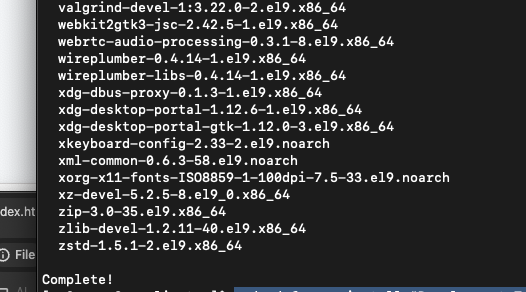 valgrind-devel-1:3.22.0-2.el9.x86_64
webkit2gtk3-jsc-2.42.5-1.el9.x86_64
webrtc-audio-processing-0.3.1-8.el9.x86_64
wireplumber-0.4.14-1.el9.x86_64
wireplumber-libs-0.4.14-1.el9.x86_64
xdg-dbus-proxy-0.1.3-1.el9.x86_64
xdg-desktop-portal-1.12.6-1.el9.x86_64
xdg-desktop-portal-gtk-1.12.0-3.el9.x86_64
xkeyboard-config-2.33-2.el9.noarch
xml-common-0.6.3-58.el9.noarch
xorg-x11-fonts-ISO8859-1-100dpi-7.5-33.el9.noarch
xz-devel-5.2.5-8.el9_0.x86_64
dex.ht
zip-3.0-35.el9.x86_64
zlib-devel-1.2.11-40.el9.x86_64
File
zstd-1.5.1-2.el9.x86_64
Complete!